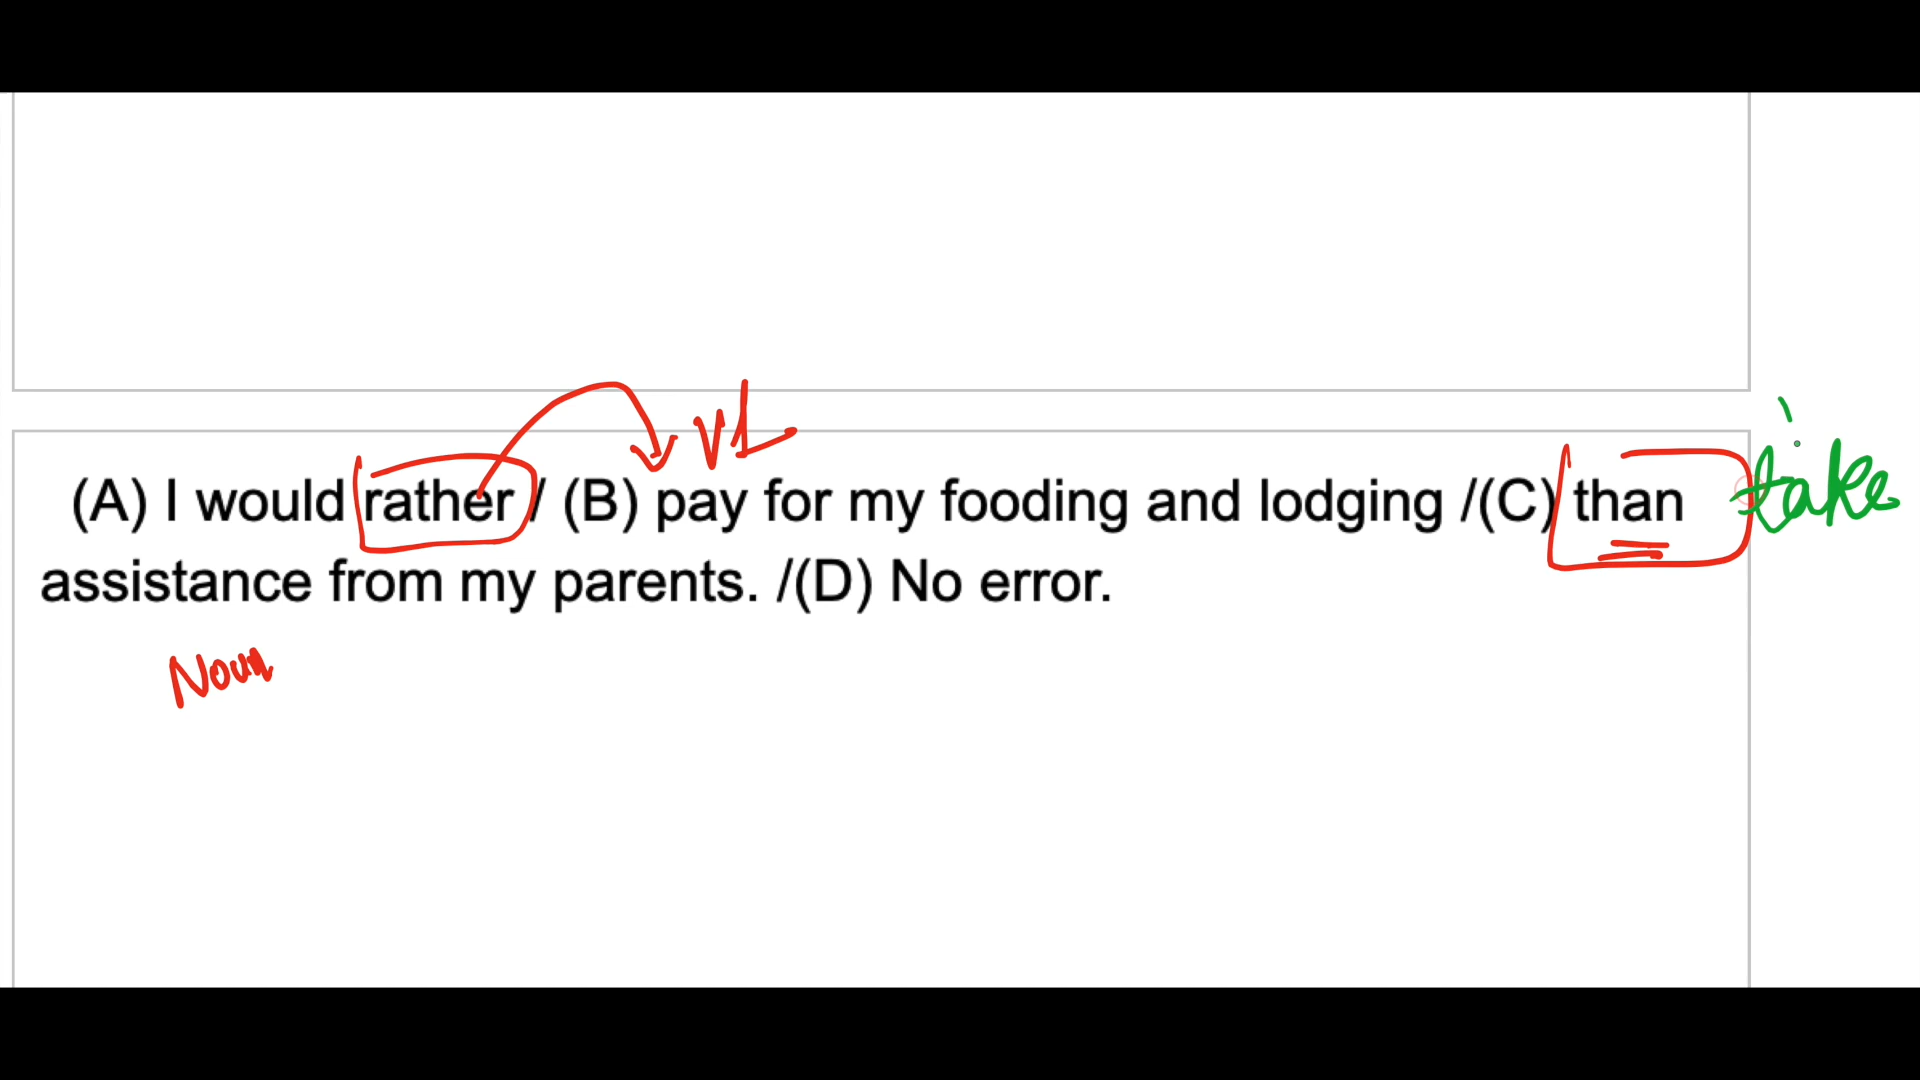 V1
(A) I would rather / (B) pay for my fooding and lodging /(C) than take
assistance from my parents. /(D) No error.
Noun